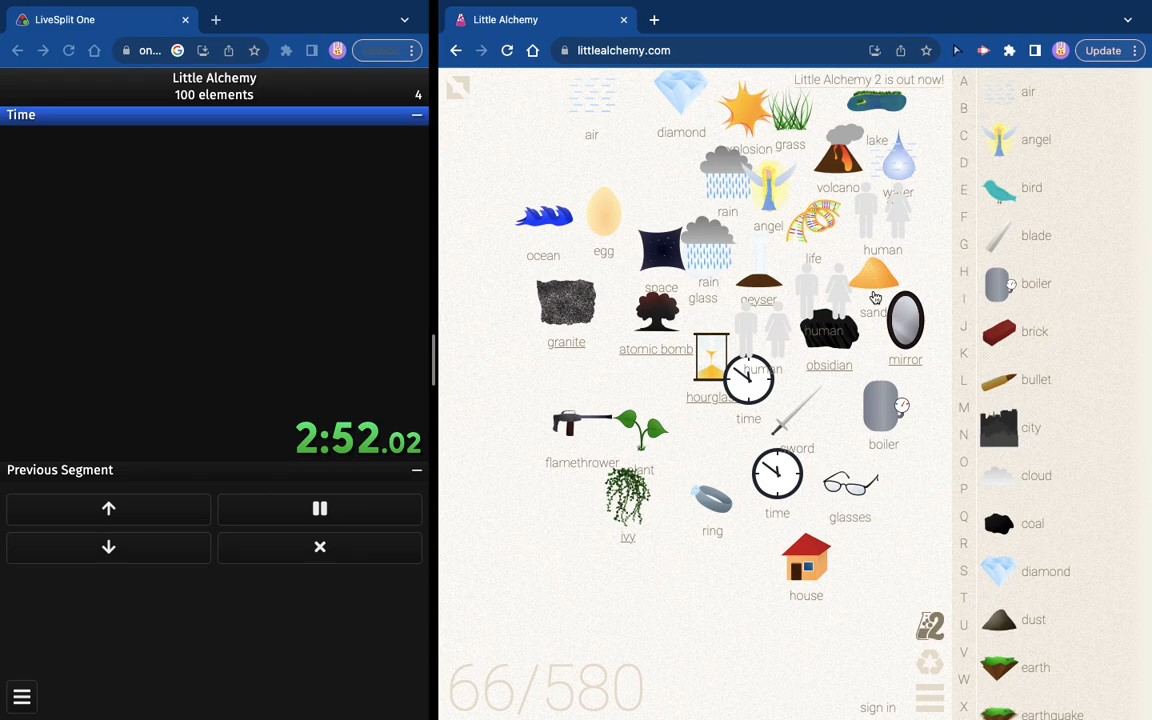 LiveSplit One
on...
Update
Little Alchemy
100 elements
4
Time
—
2:52.02
Previous Segment
—
Little Alchemy
littlealchemy.com
Update
Little Alchemy 2 is out now!
air
diamond
explosion
grass
lake
volcano
water
rain
angel
ocean
egg
life
human
space
rain
glass
geyser
sand
granite
atomic bomb
human
human
obsidian
mirror
hourglass
time
flamethrower
plant
sword
boiler
ivy
ring
time
glasses
house
66/580
2
sign in
A
B
C
D
E
F
G
H
I
J
K
L
M
N
O
P
Q
R
S
T
U
V
W
X
air
angel
bird
blade
boiler
brick
bullet
city
cloud
coal
diamond
dust
earth
earthquake